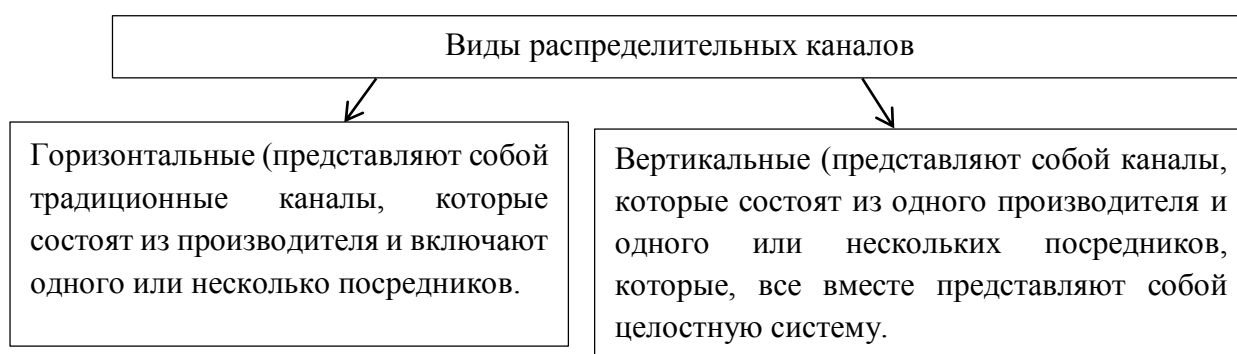 Виды распределительных каналов
Горизонтальные (представляют собой
традиционные каналы, которые
состоят из производителя и включают
одного или несколько посредников.
Вертикальные (представляют собой каналы,
которые состоят из одного производителя и
одного или нескольких посредников,
которые, все вместе представляют собой
целостную систему.